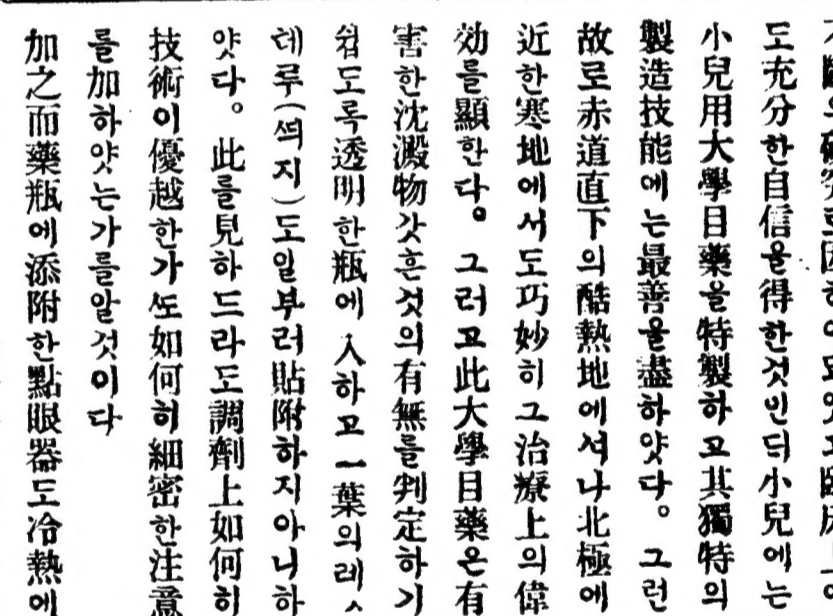 도充分한自信을得한것인듸小兒에는
小兒用大學目藥을特製하고其獨特의
製造技能에는最善을盡하얏다。그런
故로赤道直下의酷熱地에서나北極에
近한寒地에서도巧妙히그治療上의偉
効를顯한다。그러고此大學目藥은有
害한沈澱物갓흔것의有無를判定하기
쉽도록透明한瓶에入하고一葉의레ㅅ
데루(셕지)도일부러貼附하지아니하
얏다。此를見하드라도調劑上如何히
技術이優越한가ᄯᅩ如何히細密한注意
를加하얏는가를알것이다
加之而藥瓶에添附한點眼器도冷熱에